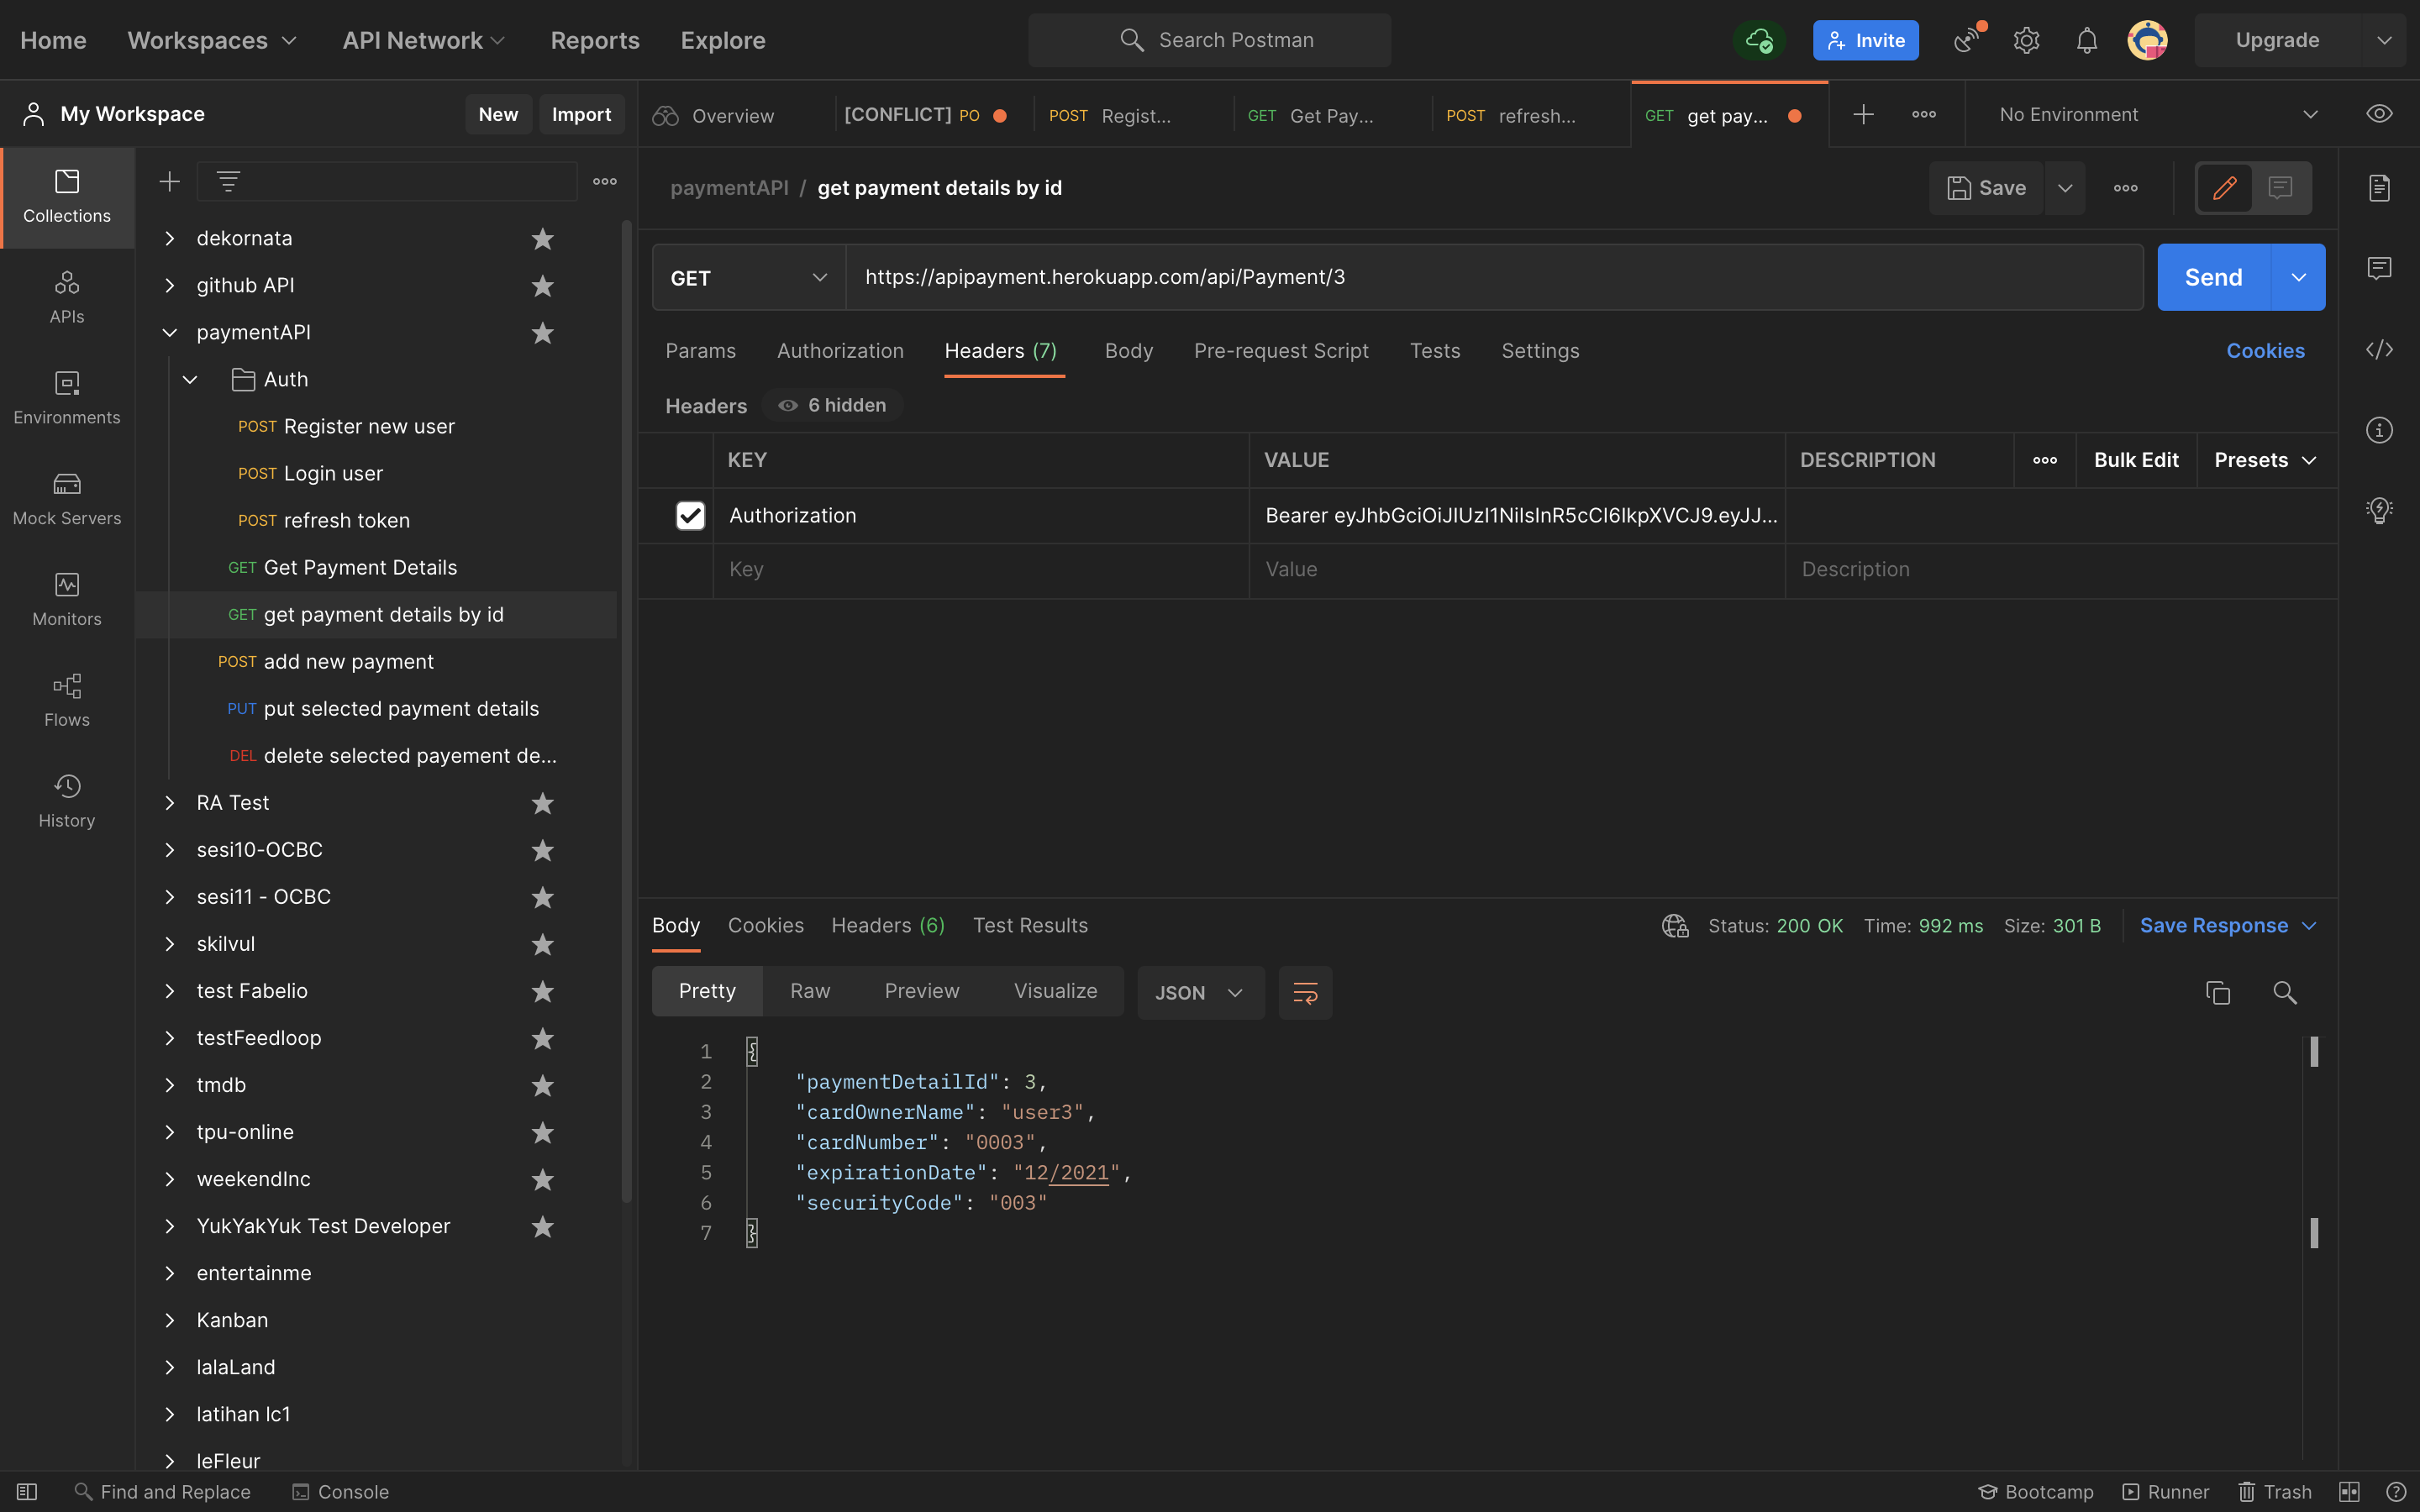 Home Workspaces API Network Reports Explore Search Postman Invite Upgrade
My Workspace New Import Overview [CONFLICT] PO POST Regist... GET Get Pay... POST refresh... GET get pay... No Environment
Collections
APIs
Environments
Mock Servers
Monitors
Flows
History
dekornata
github API
paymentAPI
Auth
POST Register new user
POST Login user
POST refresh token
GET Get Payment Details
GET get payment details by id
POST add new payment
PUT put selected payment details
DEL delete selected payement de...
RA Test
sesi10-OCBC
sesi11 - OCBC
skilvul
test Fabelio
testFeedloop
tmdb
tpu-online
weekendInc
YukYakYuk Test Developer
entertainme
Kanban
lalaLand
latihan lc1
leFleur
paymentAPI / get payment details by id Save
GET https://apipayment.herokuapp.com/api/Payment/3 Send
Params Authorization Headers (7) Body Pre-request Script Tests Settings Cookies
Headers 6 hidden
KEY VALUE DESCRIPTION Bulk Edit Presets
Authorization Bearer eyJhbGciOiJIUzI1NiIsInR5cCI6IkpXVCJ9.eyJJ...
Key Value Description
Body Cookies Headers (6) Test Results Status: 200 OK Time: 992 ms Size: 301 B Save Response
Pretty Raw Preview Visualize JSON
1 {
2 "paymentDetailId": 3,
3 "cardOwnerName": "user3",
4 "cardNumber": "0003",
5 "expirationDate": "12/2021",
6 "securityCode": "003"
7 }
Find and Replace Console Bootcamp Runner Trash